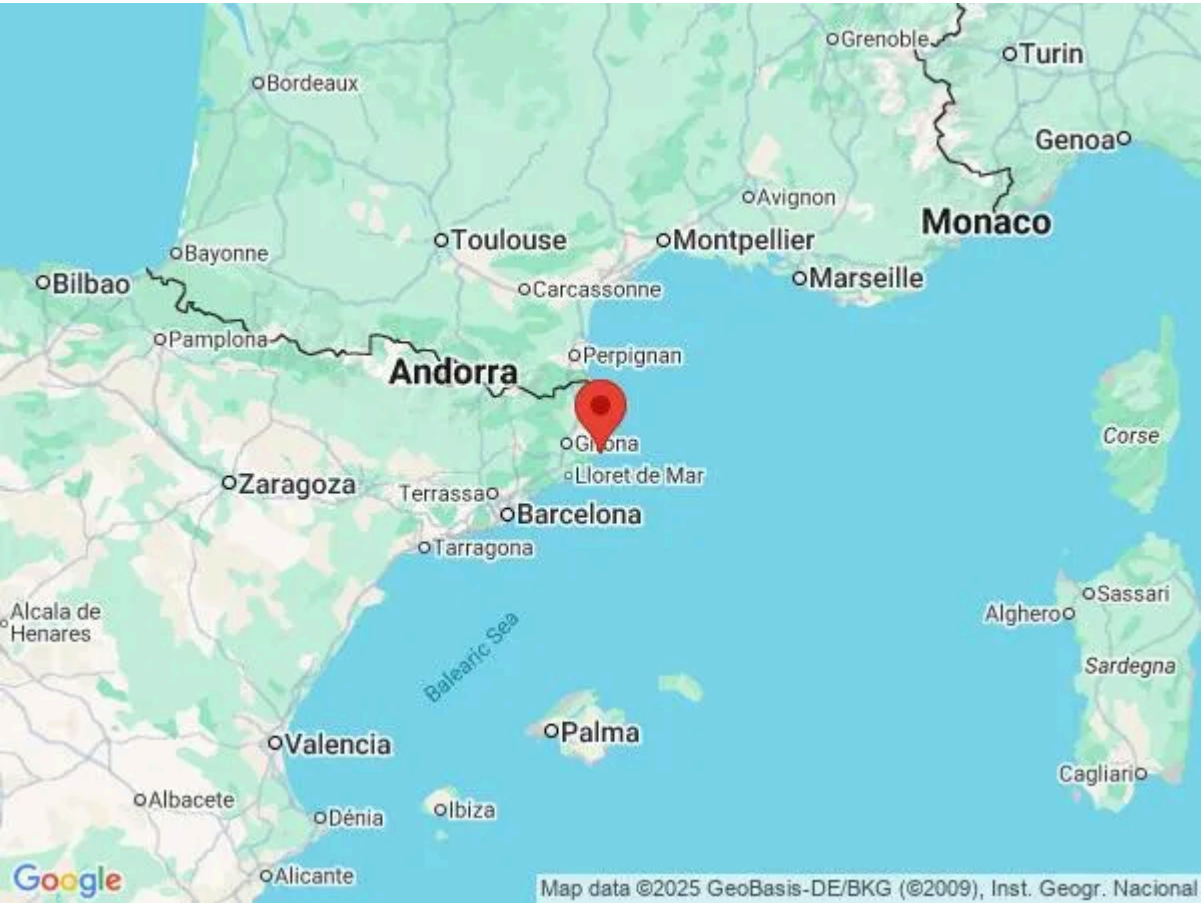 Grenoble
Turin
Bordeaux
Genoa
Avignon
Monaco
Toulouse
Montpellier
Bayonne
Marseille
Bilbao
Carcassonne
Pamplona
Perpignan
Andorra
Corse
Girona
Lloret de Mar
Zaragoza
Terrassa
Barcelona
Tarragona
Sassari
Alghero
Alcala de
Henares
Balearic Sea
Sardegna
Palma
Valencia
Cagliari
Albacete
Ibiza
Dénia
Alicante
Google
Map data ©2025 GeoBasis-DE/BKG (©2009), Inst. Geogr. Nacional